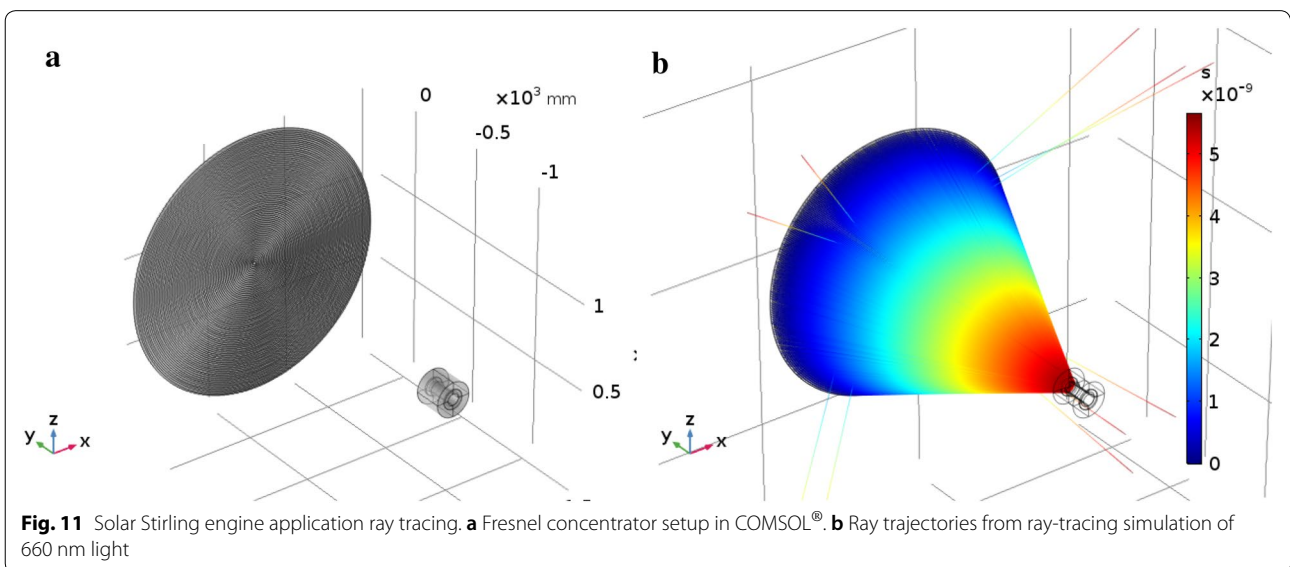 a
0
×10³ mm
-0.5
-1
1
0.5
y
z
x
b
s
×10⁻⁹
5
4
3
2
1
0
y
z
x
Fig. 11 Solar Stirling engine application ray tracing. a Fresnel concentrator setup in COMSOL®. b Ray trajectories from ray-tracing simulation of
660 nm light